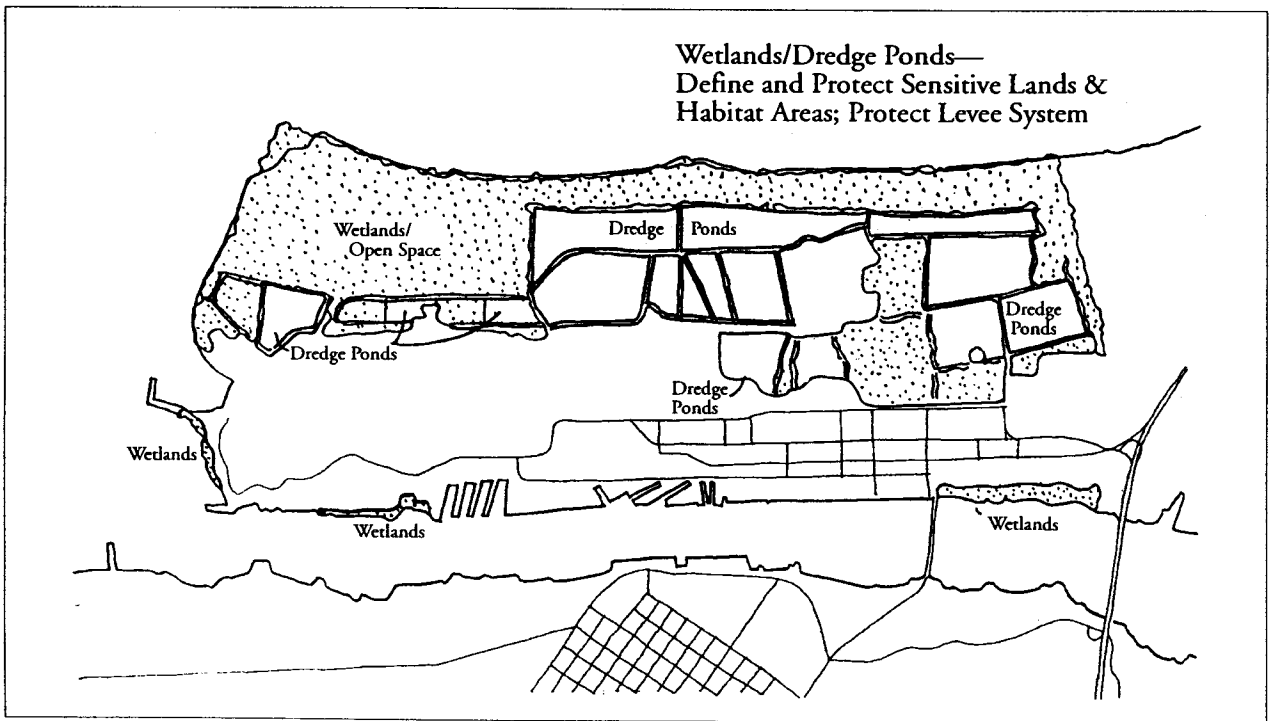 Wetlands/Dredge Ponds—
Define and Protect Sensitive Lands &
Habitat Areas; Protect Levee System
Wetlands/
Open Space
Dredge Ponds
Dredge
Ponds
Dredge Ponds
Dredge
Ponds
Wetlands
Wetlands
Wetlands